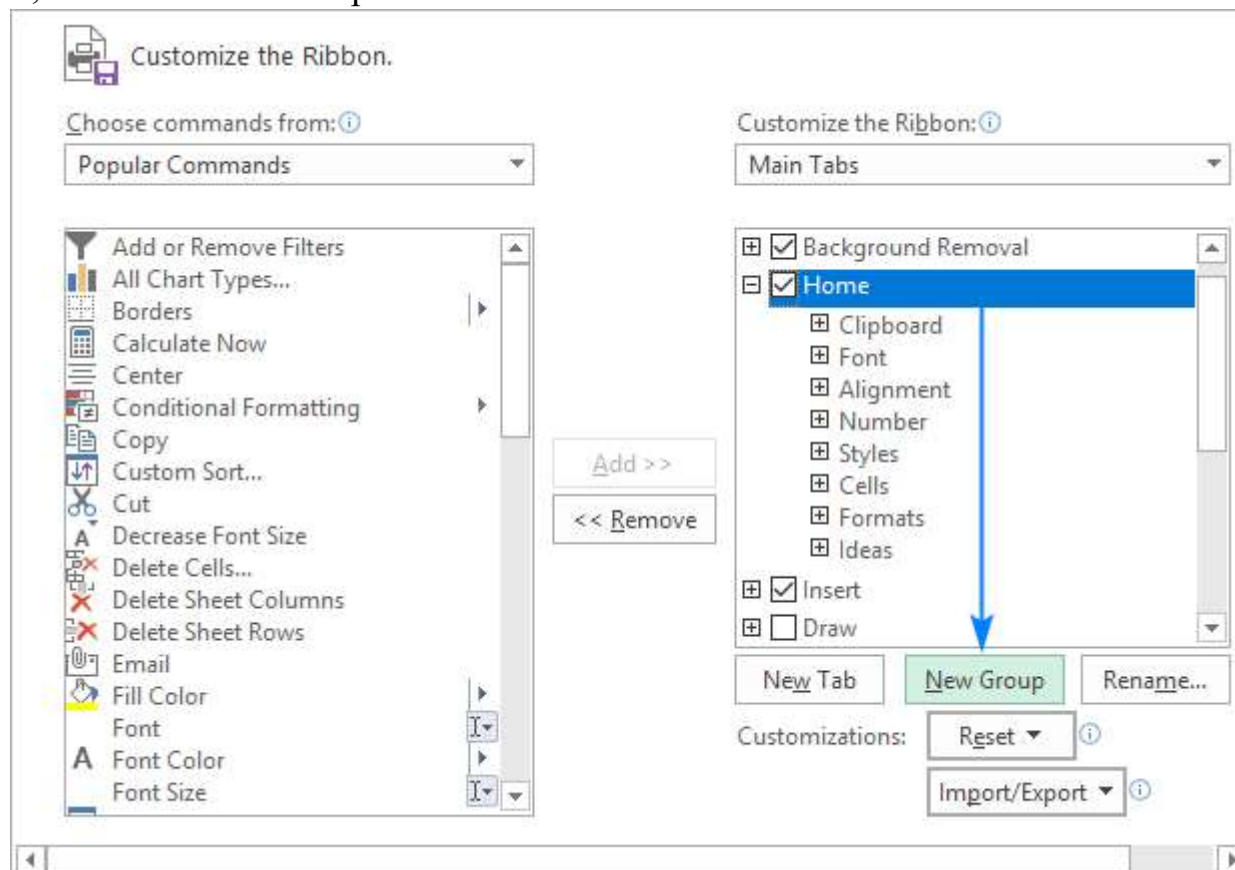 Customize the Ribbon.
Choose commands from:
Customize the Ribbon:
Popular Commands
Main Tabs
Add or Remove Filters
All Chart Types...
Borders
Calculate Now
Center
Conditional Formatting
Copy
Custom Sort...
Cut
Decrease Font Size
Delete Cells...
Delete Sheet Columns
Delete Sheet Rows
Email
Fill Color
Font
Font Color
Font Size
Add >>
<< Remove
Background Removal
Home
Clipboard
Font
Alignment
Number
Styles
Cells
Formats
Ideas
Insert
Draw
New Tab
New Group
Rename...
Customizations:
Reset
Import/Export